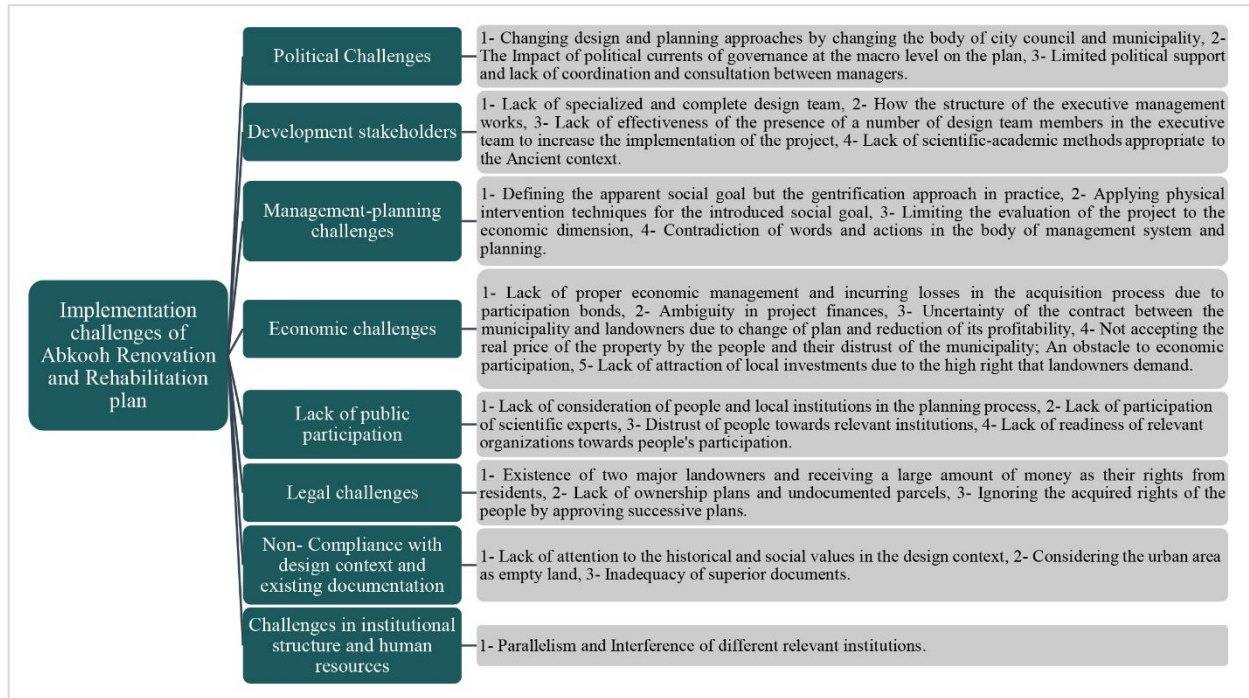 Implementation
challenges of
Abkooh Renovation
and Rehabilitation
plan
Political Challenges
1- Changing design and planning approaches by changing the body of city council and municipality, 2-
The Impact of political currents of governance at the macro level on the plan, 3- Limited political support
and lack of coordination and consultation between managers.
Development stakeholders
1- Lack of specialized and complete design team, 2- How the structure of the executive management
works, 3- Lack of effectiveness of the presence of a number of design team members in the executive
team to increase the implementation of the project, 4- Lack of scientific-academic methods appropriate to
the Ancient context.
Management-planning
challenges
1- Defining the apparent social goal but the gentrification approach in practice, 2- Applying physical
intervention techniques for the introduced social goal, 3- Limiting the evaluation of the project to the
economic dimension, 4- Contradiction of words and actions in the body of management system and
planning.
Economic challenges
1- Lack of proper economic management and incurring losses in the acquisition process due to
participation bonds, 2- Ambiguity in project finances, 3- Uncertainty of the contract between the
municipality and landowners due to change of plan and reduction of its profitability, 4- Not accepting the
real price of the property by the people and their distrust of the municipality; An obstacle to economic
participation, 5- Lack of attraction of local investments due to the high right that landowners demand.
Lack of public
participation
1- Lack of consideration of people and local institutions in the planning process, 2- Lack of participation
of scientific experts, 3- Distrust of people towards relevant institutions, 4- Lack of readiness of relevant
organizations towards people's participation.
Legal challenges
1- Existence of two major landowners and receiving a large amount of money as their rights from
residents, 2- Lack of ownership plans and undocumented parcels, 3- Ignoring the acquired rights of the
people by approving successive plans.
Non- Compliance with
design context and
existing documentation
1- Lack of attention to the historical and social values in the design context, 2- Considering the urban area
as empty land, 3- Inadequacy of superior documents.
Challenges in institutional
structure and human
resources
1- Parallelism and Interference of different relevant institutions.